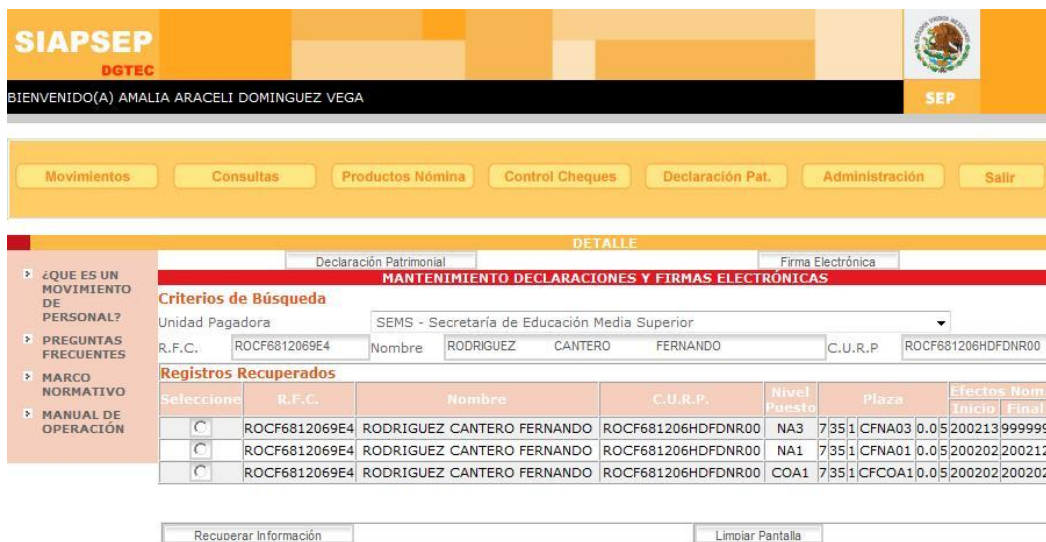 SIAPSEP
DGTEC
BIENVENIDO(A) AMALIA ARACELI DOMINGUEZ VEGA
SEP
Movimientos Consultas Productos Nómina Control Cheques Declaración Pat. Administración Salir
DETALLE
Declaración Patrimonial Firma Electrónica
MANTENIMIENTO DECLARACIONES Y FIRMAS ELECTRÓNICAS
¿QUE ES UN
MOVIMIENTO
DE
PERSONAL?
PREGUNTAS
FRECUENTES
MARCO
NORMATIVO
MANUAL DE
OPERACIÓN
Criterios de Búsqueda
Unidad Pagadora SEMS - Secretaría de Educación Media Superior
R.F.C. ROCF6812069E4 Nombre RODRIGUEZ CANTERO FERNANDO C.U.R.P ROCF681206HDFDNR00
Registros Recuperados
Seleccione R.F.C. Nombre C.U.R.P. Nivel Puesto Plaza Efectos Nom.
Inicio Final
ROCF6812069E4 RODRIGUEZ CANTERO FERNANDO ROCF681206HDFDNR00 NA3 7 35 1 CFNA03 0.0 5 200213 999999
ROCF6812069E4 RODRIGUEZ CANTERO FERNANDO ROCF681206HDFDNR00 NA1 7 35 1 CFNA01 0.0 5 200202 200212
ROCF6812069E4 RODRIGUEZ CANTERO FERNANDO ROCF681206HDFDNR00 COA1 7 35 1 CFCOA1 0.0 5 200202 200202
Recuperar Información Limpiar Pantalla